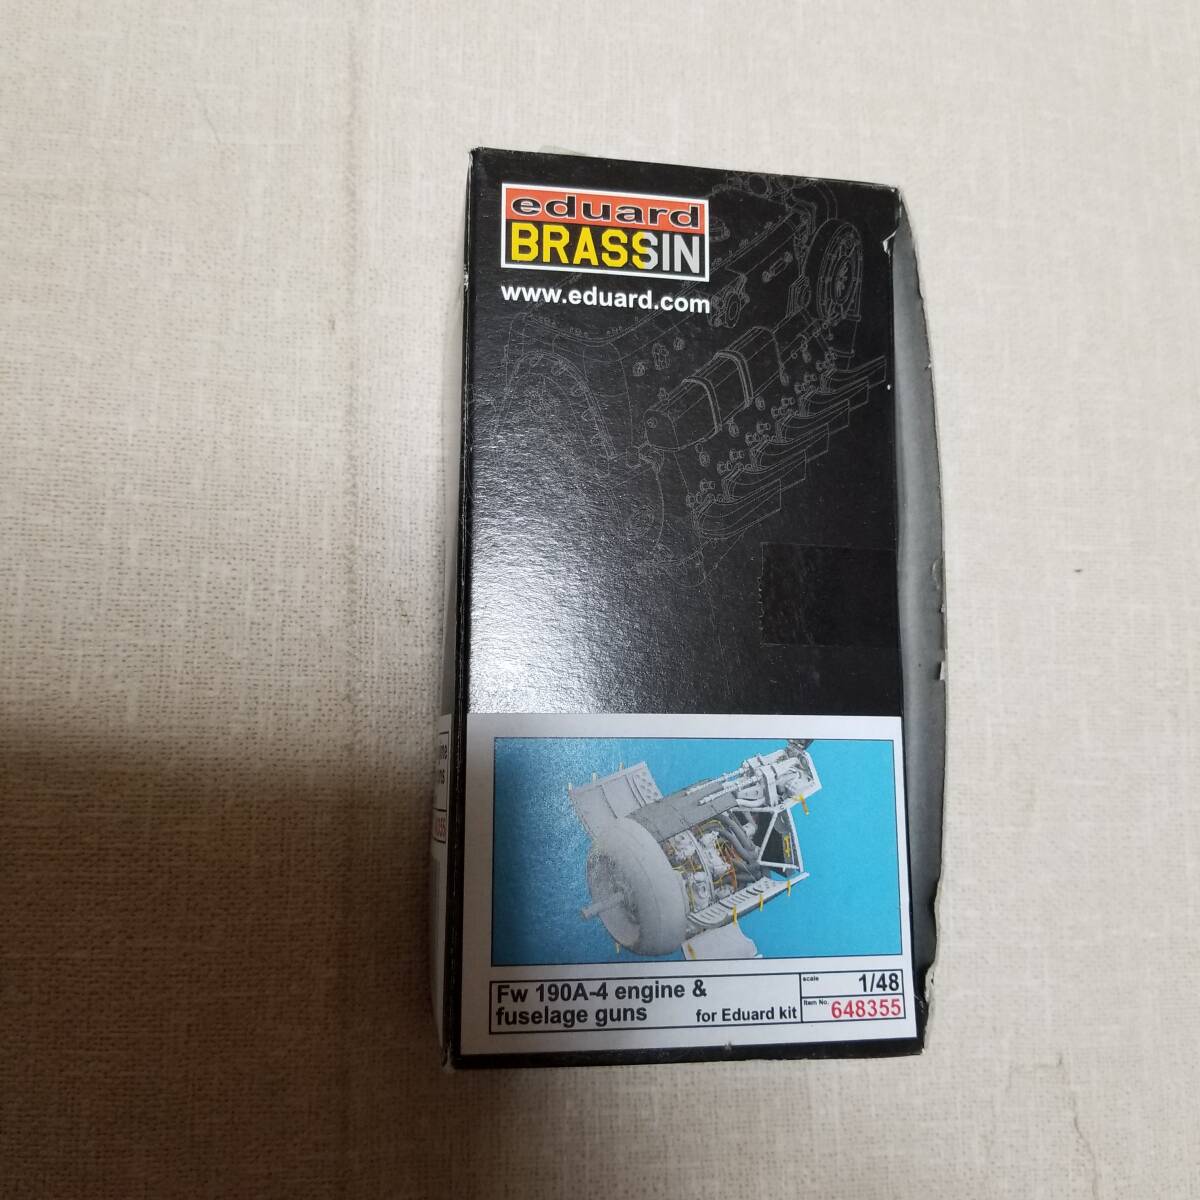 eduard
BRASSIN
www.eduard.com
Fw 190A-4 engine &
fuselage guns
for Eduard kit
scale
1/48
Item No.
648355